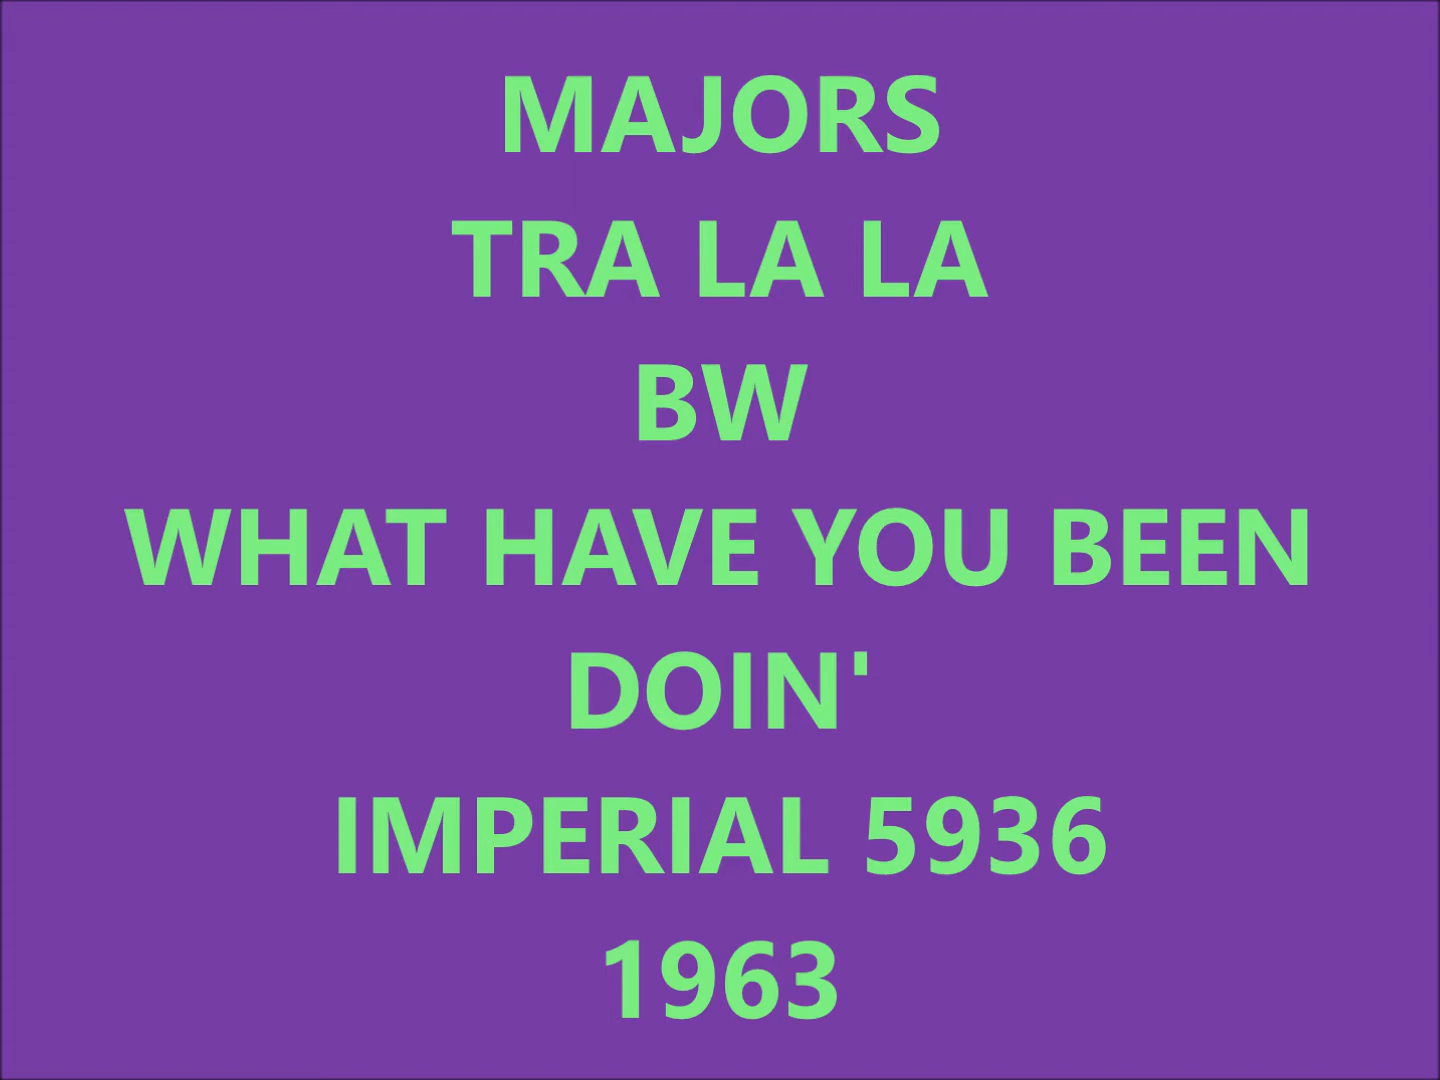 MAJORS
TRA LA LA
BW
WHAT HAVE YOU BEEN
DOIN'
IMPERIAL 5936
1963